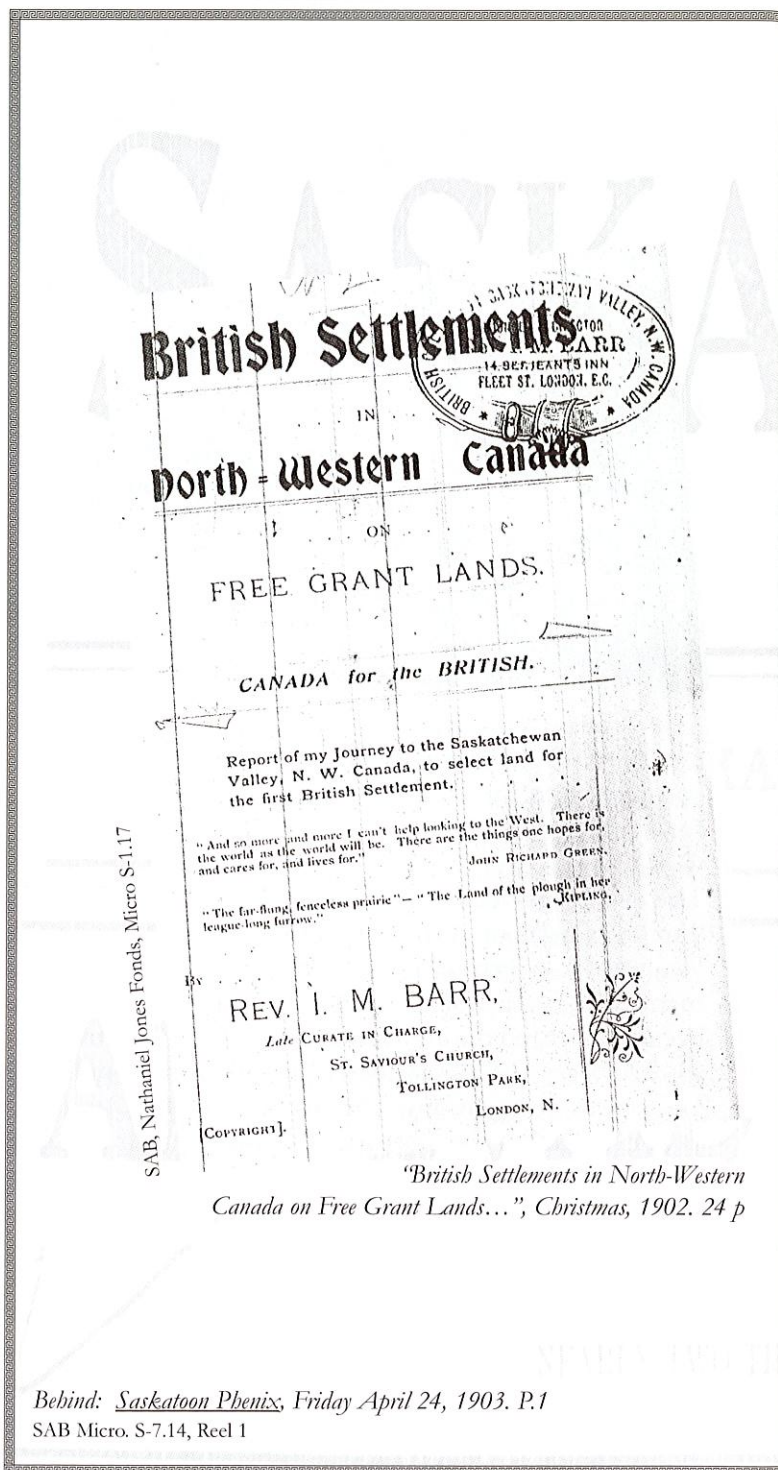 British Settlements
BRITISH SASKATCHEWAN VALLEY, N.W. CANADA
BARR
14 SERJEANTS INN
FLEET ST. LONDON, E.C.
IN
North=Western Canada
ON
FREE GRANT LANDS.
CANADA for the BRITISH.
Report of my Journey to the Saskatchewan
Valley, N. W. Canada, to select land for
the first British Settlement.
"And so more and more I can't help looking to the West. There is
the world as the world will be. There are the things one hopes for,
and cares for, and lives for."
JOHN RICHARD GREEN.
"The far-flung, fenceless prairie"— "The Land of the plough in her
league-long furrow."
KIPLING.
BY
REV. I. M. BARR,
Late CURATE IN CHARGE,
ST. SAVIOUR'S CHURCH,
TOLLINGTON PARK,
LONDON, N.
[COPYRIGHT].
SAB, Nathaniel Jones Fonds, Micro S-1.17
"British Settlements in North-Western
Canada on Free Grant Lands…", Christmas, 1902. 24 p
Behind: Saskatoon Phenix, Friday April 24, 1903. P.1
SAB Micro. S-7.14, Reel 1